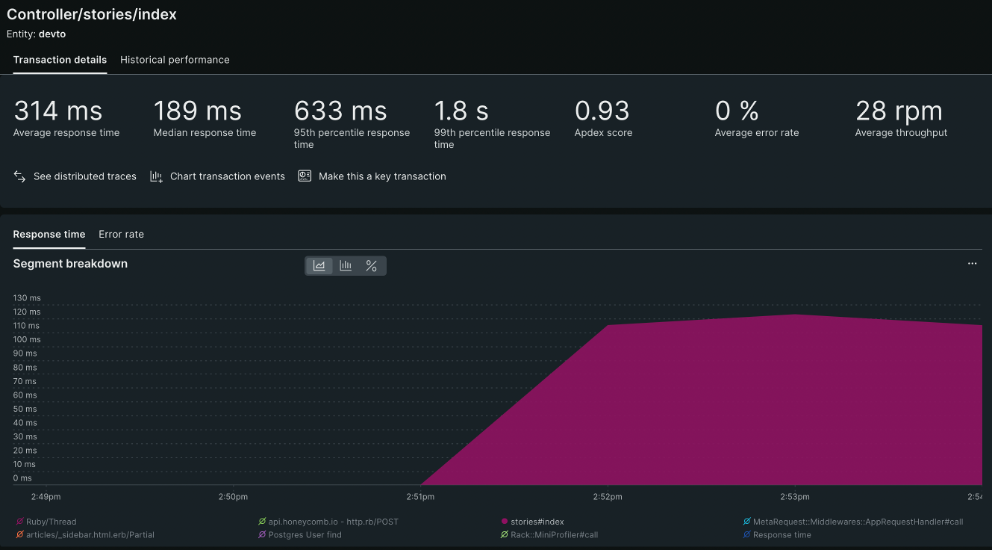 Controller/stories/index
Entity: devto
Transaction details Historical performance
314 ms 189 ms 633 ms 1.8 s 0.93 0 % 28 rpm
Average response time Median response time 95th percentile response time 99th percentile response time Apdex score Average error rate Average throughput
See distributed traces Chart transaction events Make this a key transaction
Response time Error rate
Segment breakdown
130 ms
120 ms
110 ms
100 ms
90 ms
80 ms
70 ms
60 ms
50 ms
40 ms
30 ms
20 ms
10 ms
0 ms
2:49pm 2:50pm 2:51pm 2:52pm 2:53pm 2:54
Ruby/Thread api.honeycomb.io - http.rb/POST stories#index MetaRequest::Middlewares::AppRequestHandler#call
articles/_sidebar.html.erb/Partial Postgres User find Rack::MiniProfiler#call Response time